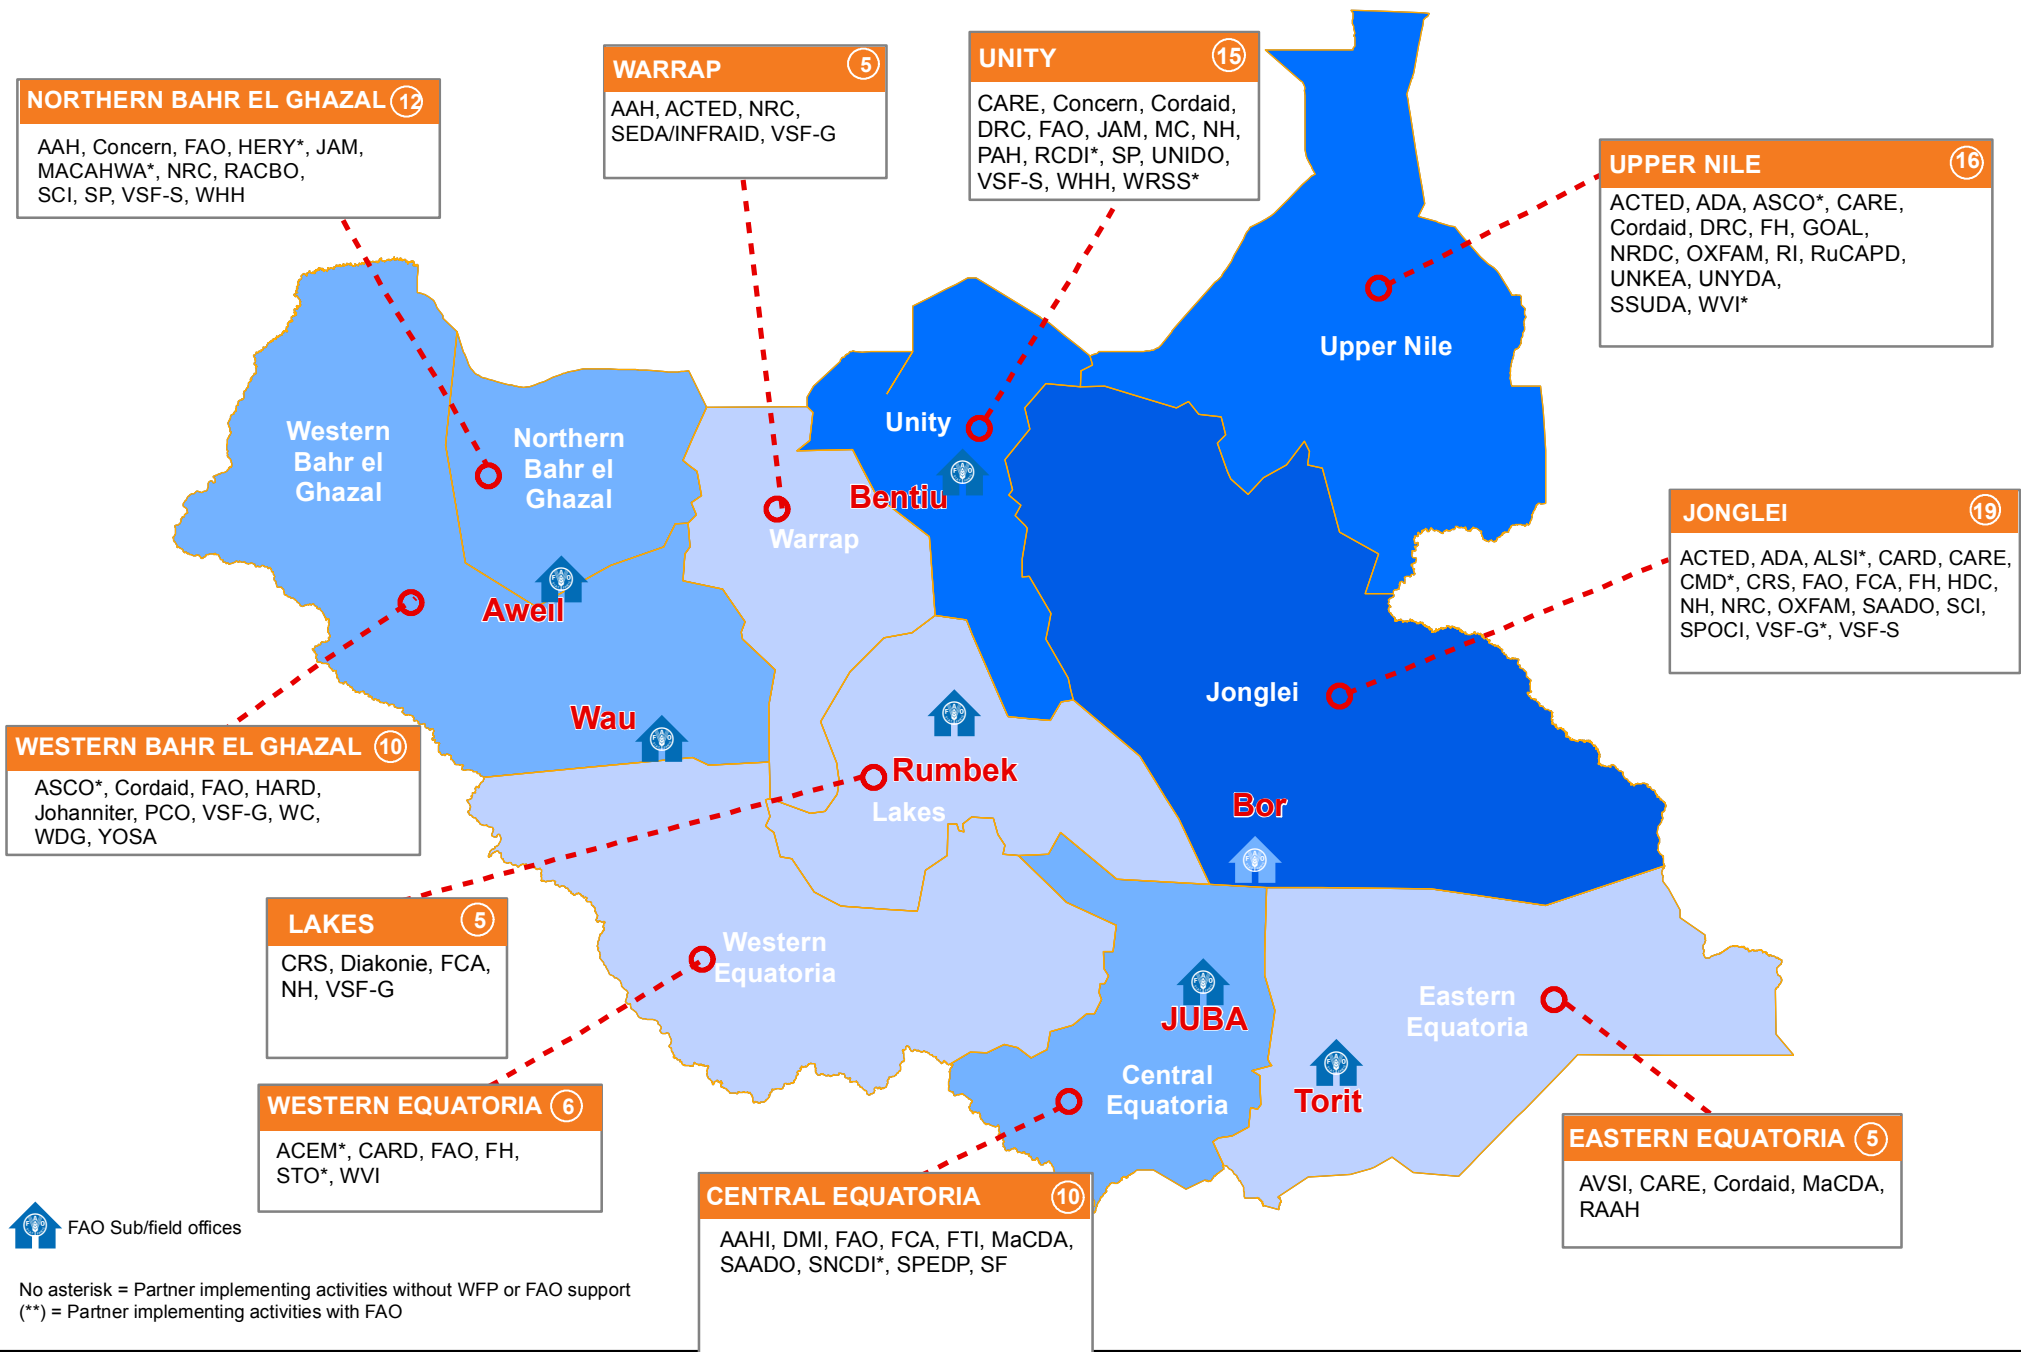 WARRAP 5
AAH, ACTED, NRC,
SEDA/INFRAID, VSF-G
UNITY 15
CARE, Concern, Cordaid,
DRC, FAO, JAM, MC, NH,
PAH, RCDI*, SP, UNIDO,
VSF-S, WHH, WRSS*
NORTHERN BAHR EL GHAZAL 12
AAH, Concern, FAO, HERY*, JAM,
MACAHWA*, NRC, RACBO,
SCI, SP, VSF-S, WHH
UPPER NILE 16
ACTED, ADA, ASCO*, CARE,
Cordaid, DRC, FH, GOAL,
NRDC, OXFAM, RI, RuCAPD,
UNKEA, UNYDA,
SSUDA, WVI*
Upper Nile
Unity
Western
Bahr el
Ghazal
Northern
Bahr el
Ghazal
Bentiu
Warrap
JONGLEI 19
ACTED, ADA, ALSI*, CARD, CARE,
CMD*, CRS, FAO, FCA, FH, HDC,
NH, NRC, OXFAM, SAADO, SCI,
SPOCI, VSF-G*, VSF-S
Aweil
Jonglei
Wau
WESTERN BAHR EL GHAZAL 10
ASCO*, Cordaid, FAO, HARD,
Johanniter, PCO, VSF-G, WC,
WDG, YOSA
Rumbek
Lakes
Bor
LAKES 5
CRS, Diakonie, FCA,
NH, VSF-G
Western
Equatoria
JUBA
Eastern
Equatoria
Central
Equatoria
Torit
WESTERN EQUATORIA 6
ACEM*, CARD, FAO, FH,
STO*, WVI
EASTERN EQUATORIA 5
AVSI, CARE, Cordaid, MaCDA,
RAAH
CENTRAL EQUATORIA 10
AAHI, DMI, FAO, FCA, FTI, MaCDA,
SAADO, SNCDI*, SPEDP, SF
FAO Sub/field offices
No asterisk = Partner implementing activities without WFP or FAO support
(**) = Partner implementing activities with FAO